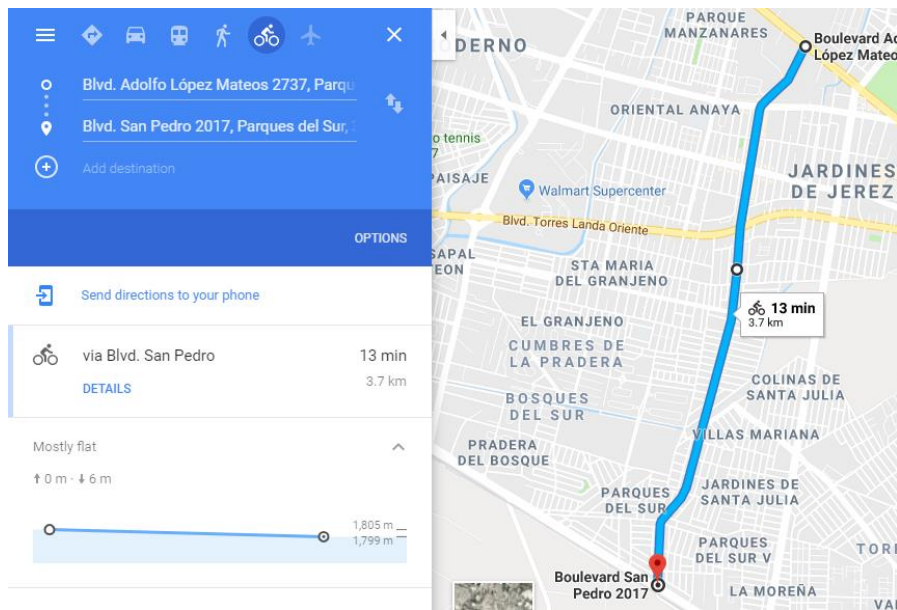 Blvd. Adolfo López Mateos 2737, Parqu
Blvd. San Pedro 2017, Parques del Sur,
Add destination
OPTIONS
Send directions to your phone
via Blvd. San Pedro
13 min
DETAILS
3.7 km
Mostly flat
0 m · 6 m
1,805 m
1,799 m
PARQUE
MANZANARES
DERNO
Boulevard Ad
López Mateo
ORIENTAL ANAYA
o tennis
7
PAISAJE
Walmart Supercenter
JARDINES
DE JEREZ
Blvd. Torres Landa Oriente
SAPAL
EON
STA MARIA
DEL GRANJENO
13 min
3.7 km
EL GRANJENO
CUMBRES DE
LA PRADERA
COLINAS DE
SANTA JULIA
BOSQUES
DEL SUR
VILLAS MARIANA
PRADERA
DEL BOSQUE
PARQUES
DEL SUR
JARDINES DE
SANTA JULIA
PARQUES
DEL SUR V
TORR
Boulevard San
Pedro 2017
LA MOREÑA
VAL